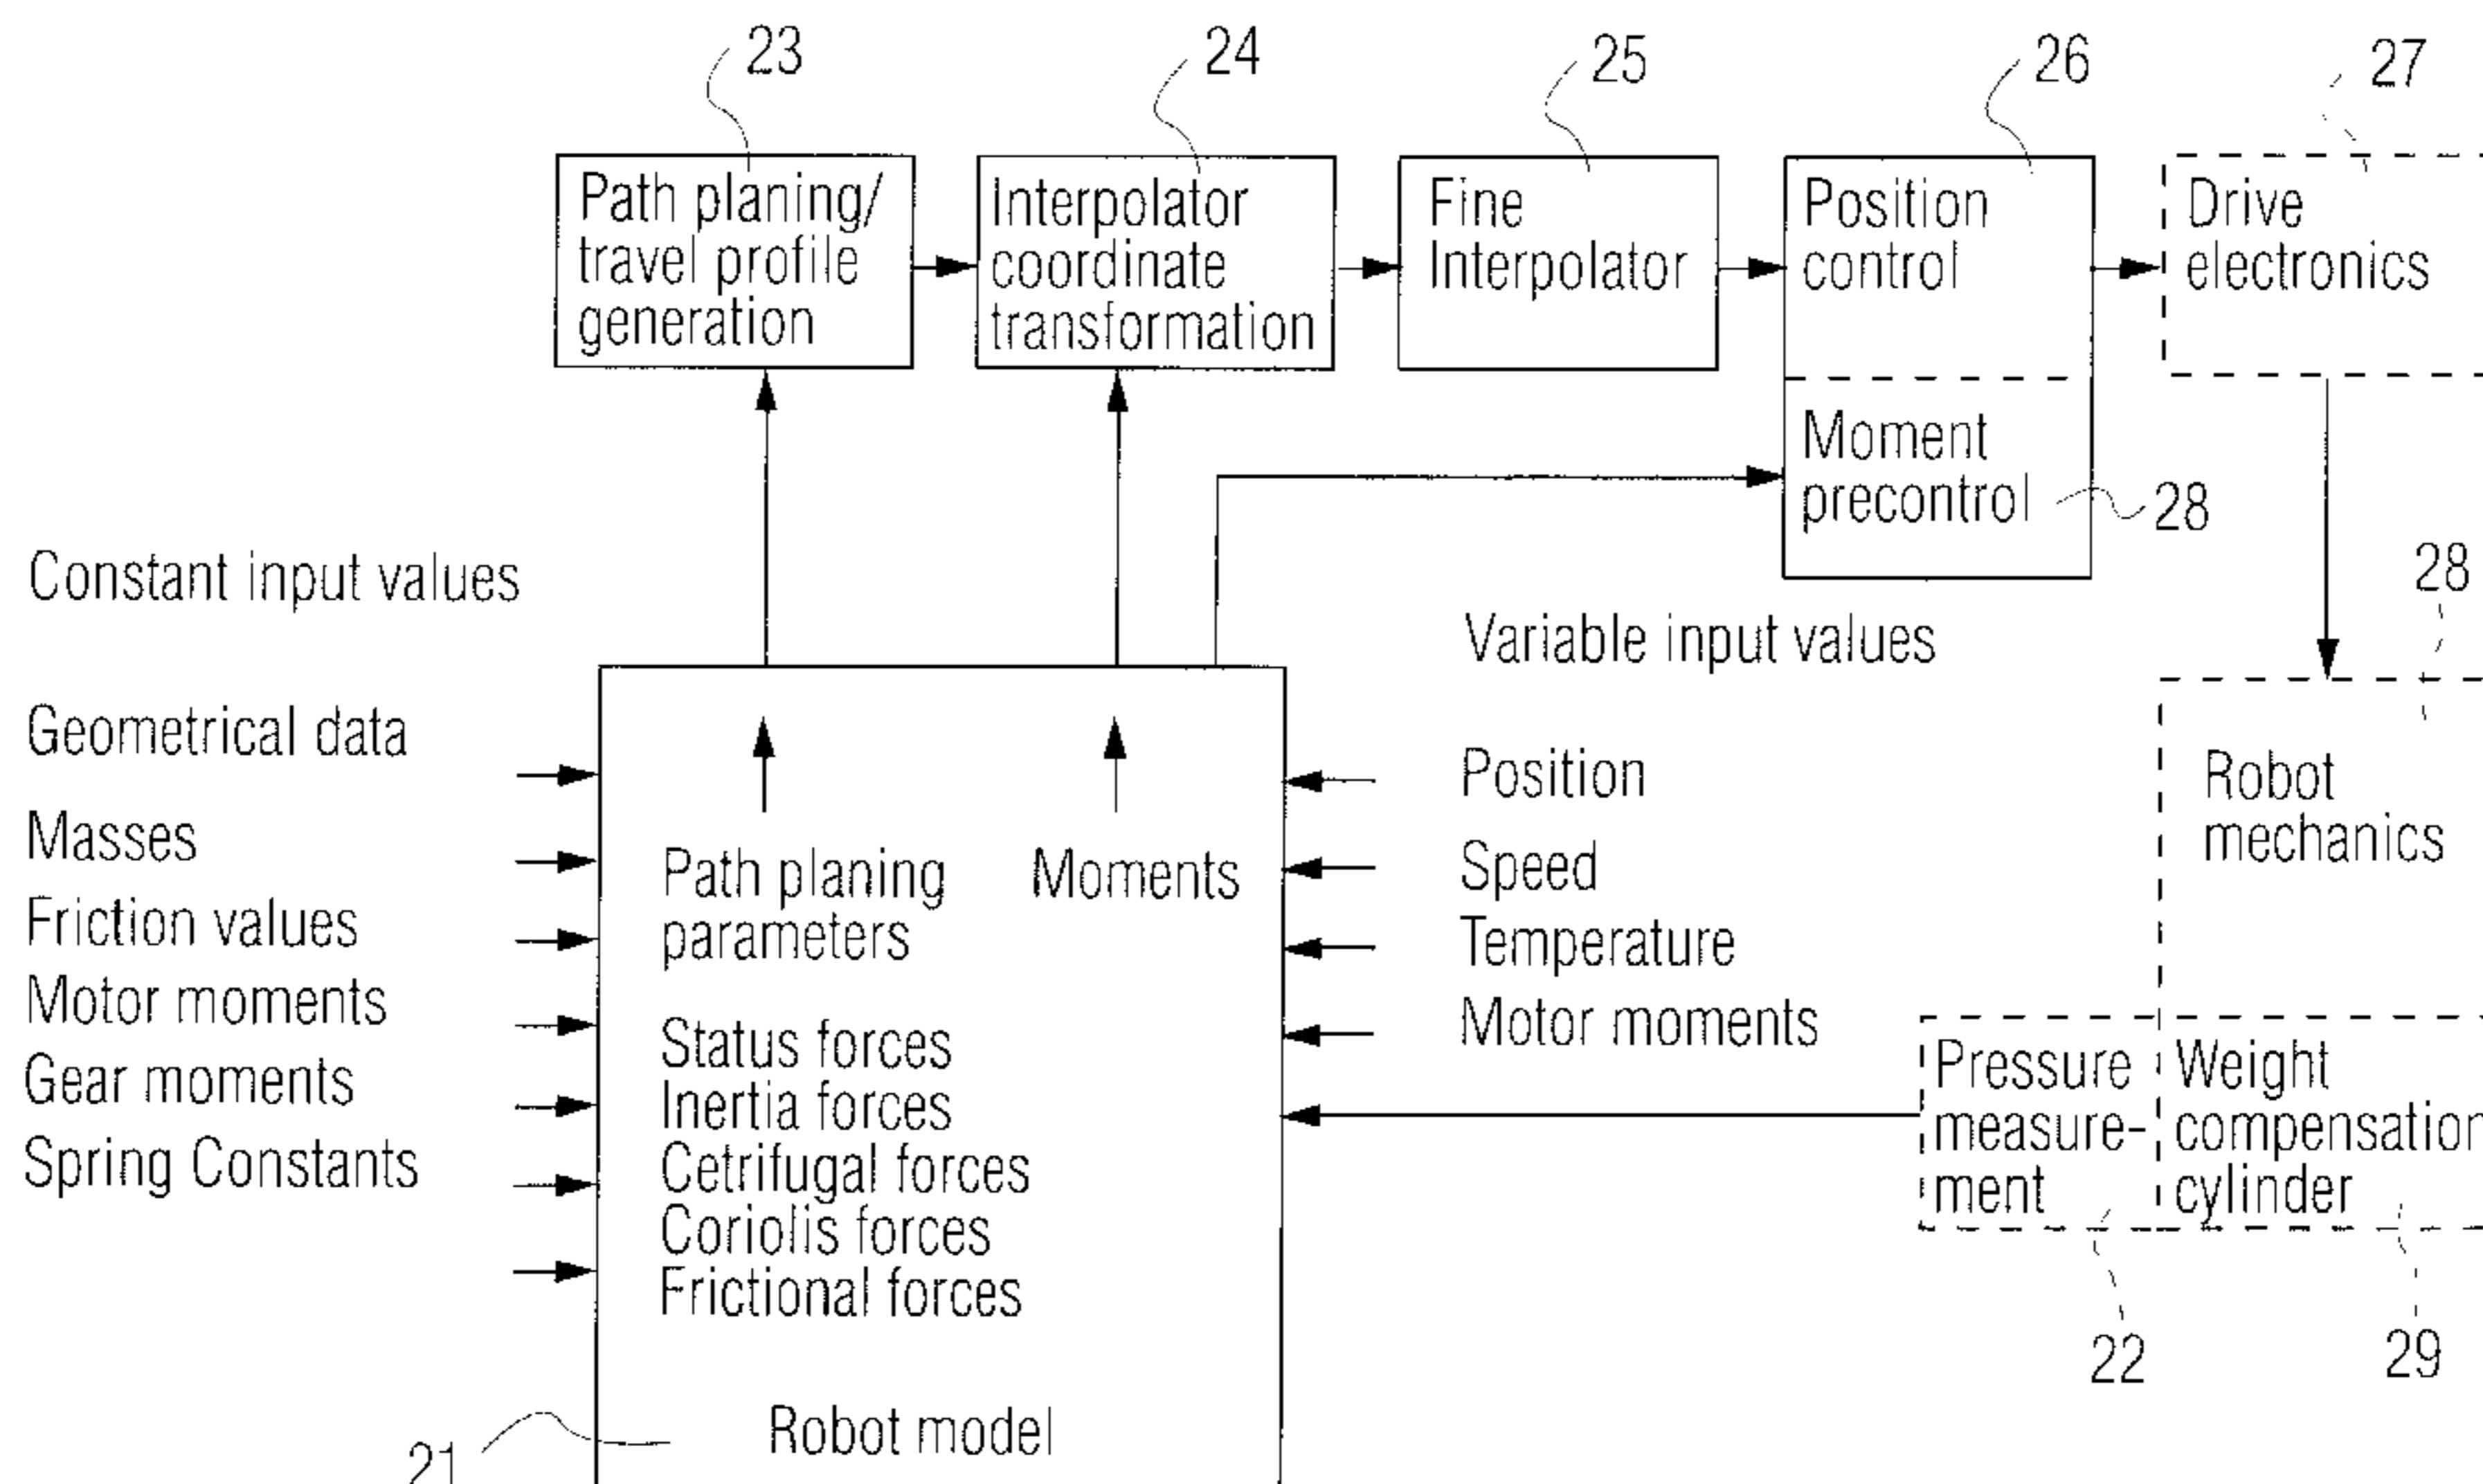 23
24
25
26
27
Path planing/
travel profile
generation
Interpolator
coordinate
transformation
Fine
Interpolator
Position
control
Drive
electronics
Moment
precontrol
28
Constant input values
28
Variable input values
Geometrical data
Masses
Friction values
Motor moments
Gear moments
Spring Constants
Path planing
parameters
Moments
Status forces
Inertia forces
Cetrifugal forces
Coriolis forces
Frictional forces
Robot model
21
Position
Speed
Temperature
Motor moments
Robot
mechanics
Pressure
measure-
ment
Weight
compensation
cylinder
22
29